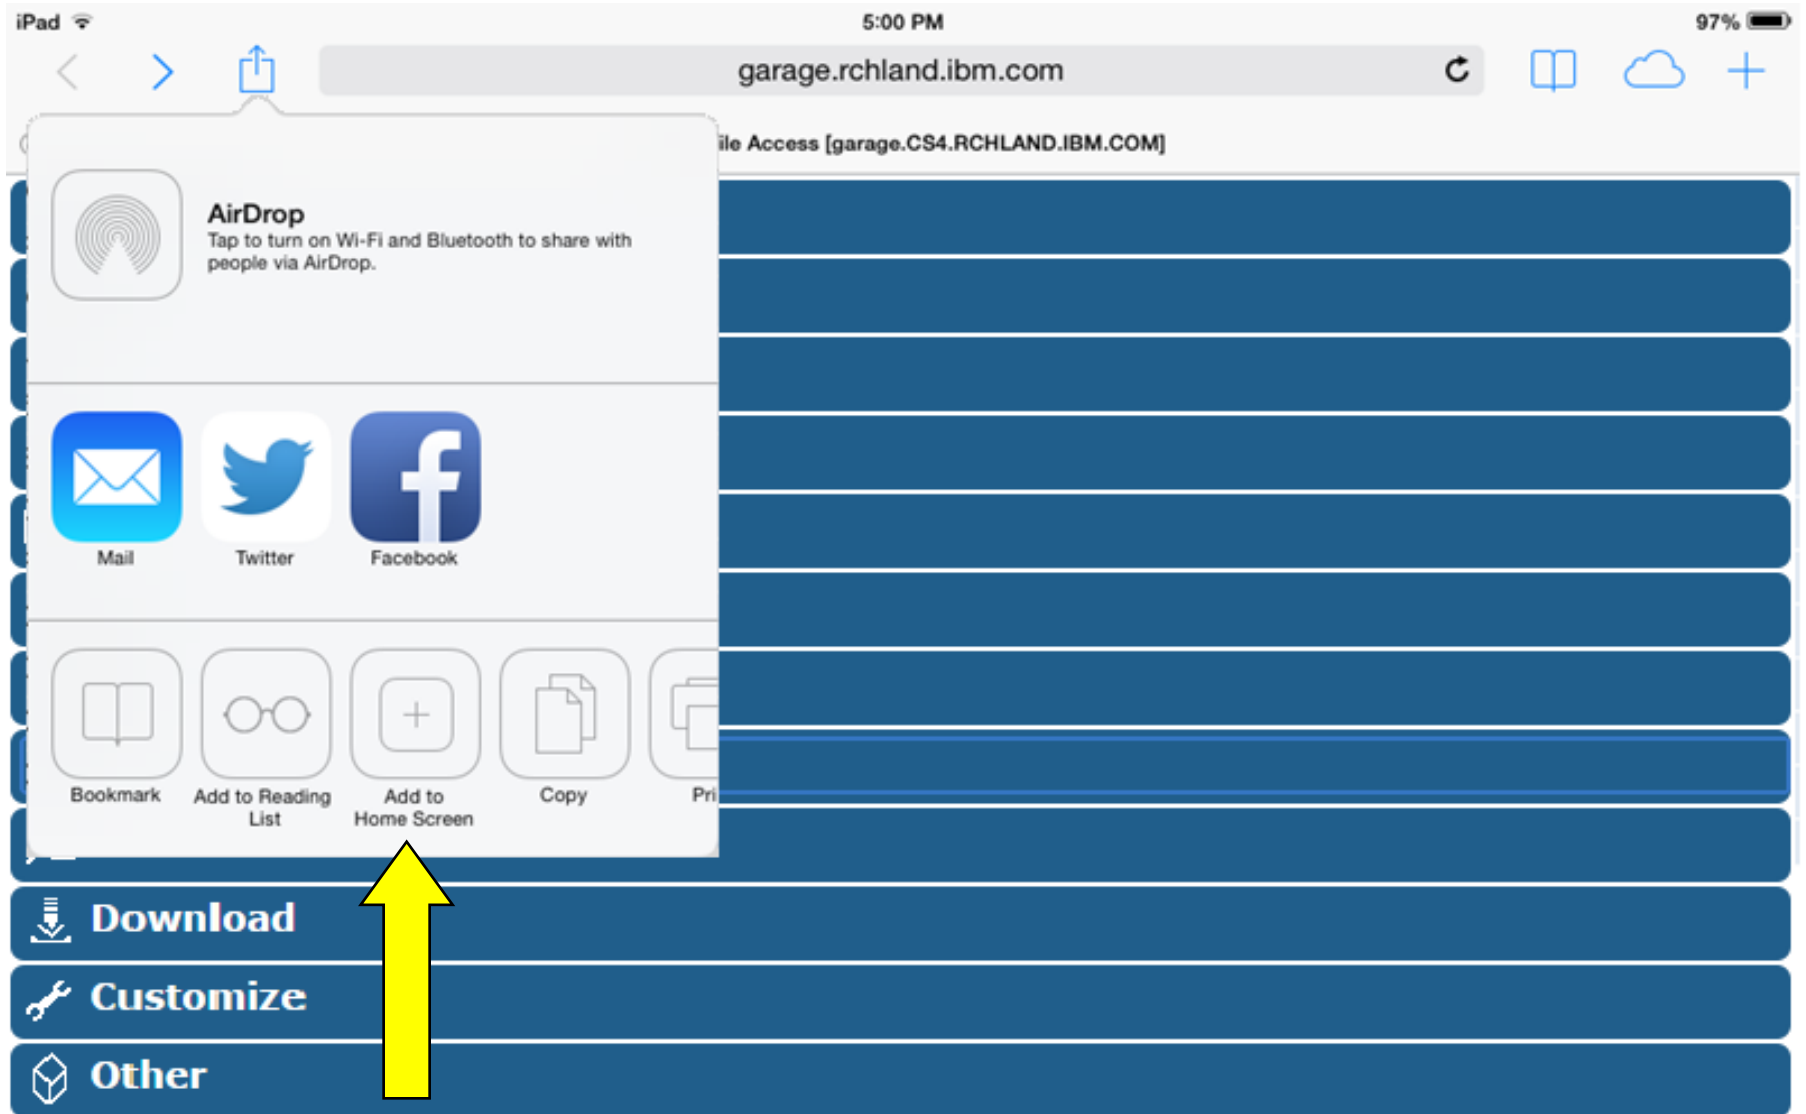 iPad
5:00 PM
97%
garage.rchland.ibm.com
ile Access [garage.CS4.RCHLAND.IBM.COM]
AirDrop
Tap to turn on Wi-Fi and Bluetooth to share with
people via AirDrop.
Mail
Twitter
Facebook
Bookmark
Add to Reading
List
Add to
Home Screen
Copy
Pri
Download
Customize
Other